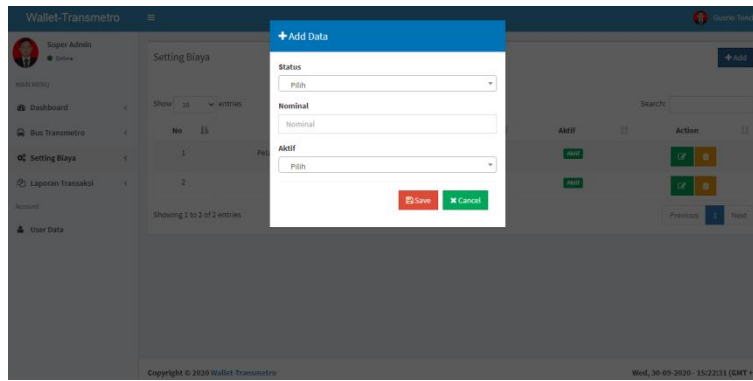 Wallet-Transmetro
Super Admin
Online
MAIN MENU
Dashboard
Bus Transmetro
Setting Biaya
Laporan Transaksi
Account
User Data
Setting Biaya
Add
Show 10 entries
Search:
No Aktif Action
1 Aktif
2 Aktif
Showing 1 to 2 of 2 entries
Previous 1 Next
Add Data
Status
Pilih
Nominal
Nominal
Aktif
Pilih
Save Cancel
Copyright © 2020 Wallet-Transmetro
Wed, 30-09-2020 - 15:22:31 (GMT